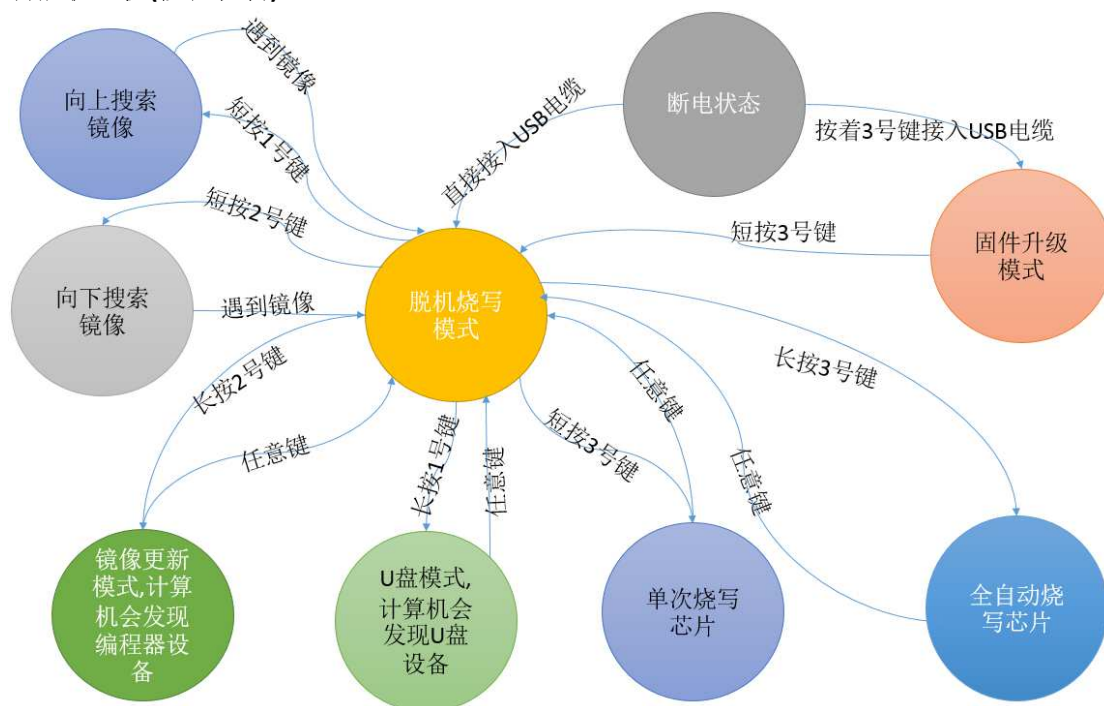 遇到镜像
向上搜索
镜像
断电状态
短按1号键
直接接入USB电缆
按着3号键接入USB电缆
短按2号键
短按3号键
固件升级
模式
向下搜索
镜像
遇到镜像
脱机烧写
模式
长按2号键
任意键
长按3号键
任意键
长按1号键
任意键
短按3号键
任意键
镜像更新
模式,计算
机会发现
编程器设
备
U盘模式,
计算机会
发现U盘
设备
单次烧写
芯片
全自动烧
写芯片